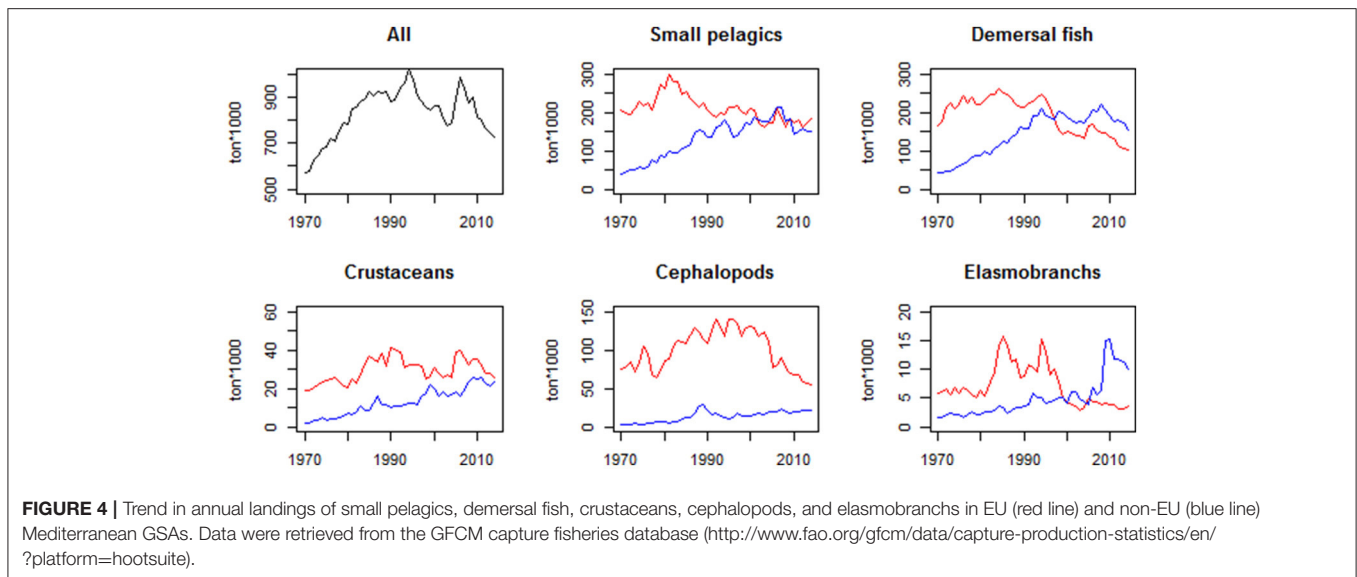 All
ton*1000
900
700
500
1970
1990
2010
Small pelagics
ton*1000
300
200
100
0
1970
1990
2010
Demersal fish
ton*1000
300
200
100
0
1970
1990
2010
Crustaceans
ton*1000
60
40
20
0
1970
1990
2010
Cephalopods
ton*1000
150
100
50
0
1970
1990
2010
Elasmobranchs
ton*1000
20
15
10
5
0
1970
1990
2010
FIGURE 4 | Trend in annual landings of small pelagics, demersal fish, crustaceans, cephalopods, and elasmobranchs in EU (red line) and non-EU (blue line)
Mediterranean GSAs. Data were retrieved from the GFCM capture fisheries database (http://www.fao.org/gfcm/data/capture-production-statistics/en/
?platform=hootsuite).